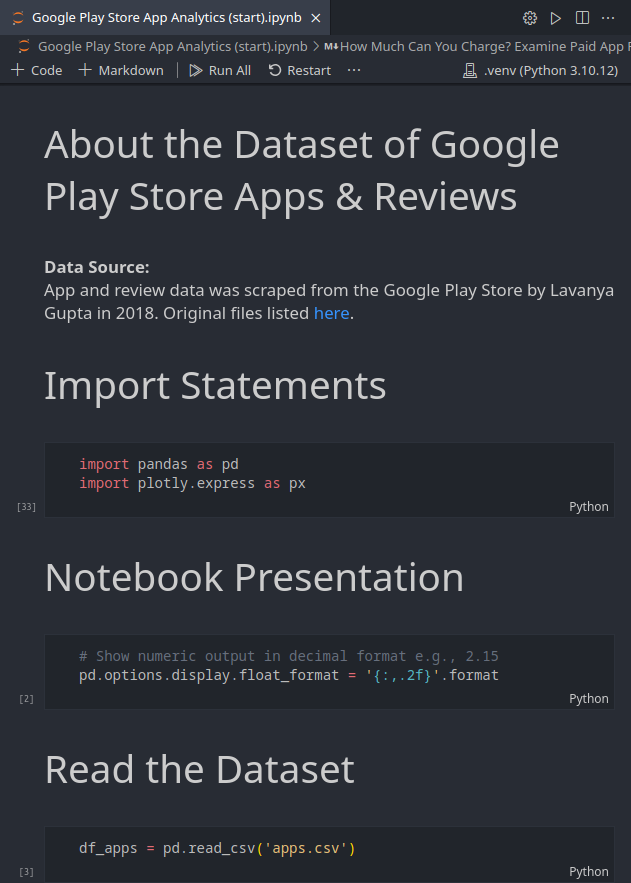 Google Play Store App Analytics (start).ipynb
Google Play Store App Analytics (start).ipynb > M↓ How Much Can You Charge? Examine Paid App
+ Code + Markdown | Run All Restart ··· .venv (Python 3.10.12)
About the Dataset of Google
Play Store Apps & Reviews
Data Source:
App and review data was scraped from the Google Play Store by Lavanya
Gupta in 2018. Original files listed here.
Import Statements
import pandas as pd
import plotly.express as px
[33] Python
Notebook Presentation
# Show numeric output in decimal format e.g., 2.15
pd.options.display.float_format = '{:,.2f}'.format
[2] Python
Read the Dataset
df_apps = pd.read_csv('apps.csv')
[3] Python